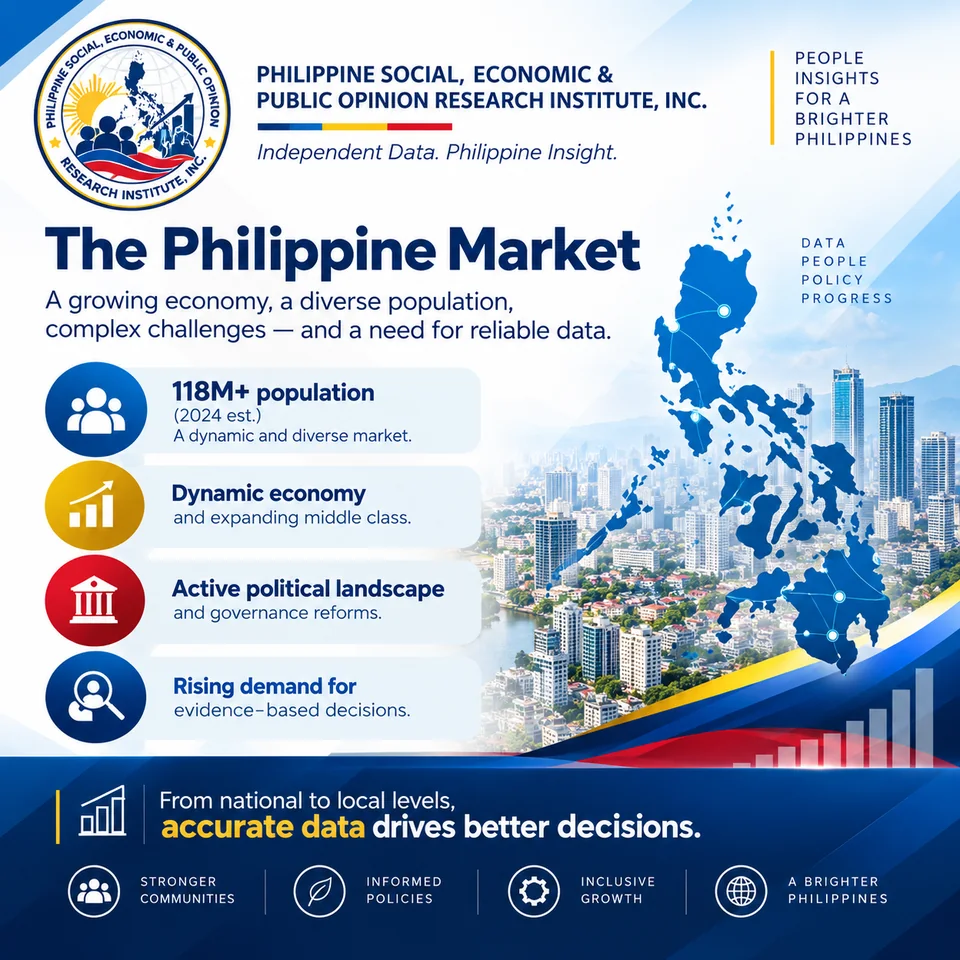 PHILIPPINE SOCIAL, ECONOMIC & PUBLIC OPINION
RESEARCH INSTITUTE, INC.
PHILIPPINE SOCIAL, ECONOMIC &
PUBLIC OPINION RESEARCH INSTITUTE, INC.
Independent Data. Philippine Insight.
PEOPLE
INSIGHTS
FOR A
BRIGHTER
PHILIPPINES
The Philippine Market
A growing economy, a diverse population,
complex challenges — and a need for reliable data.
DATA
PEOPLE
POLICY
PROGRESS
118M+ population
(2024 est.)
A dynamic and diverse market.
Dynamic economy
and expanding middle class.
Active political landscape
and governance reforms.
Rising demand for
evidence-based decisions.
From national to local levels,
accurate data drives better decisions.
STRONGER
COMMUNITIES
INFORMED
POLICIES
INCLUSIVE
GROWTH
A BRIGHTER
PHILIPPINES